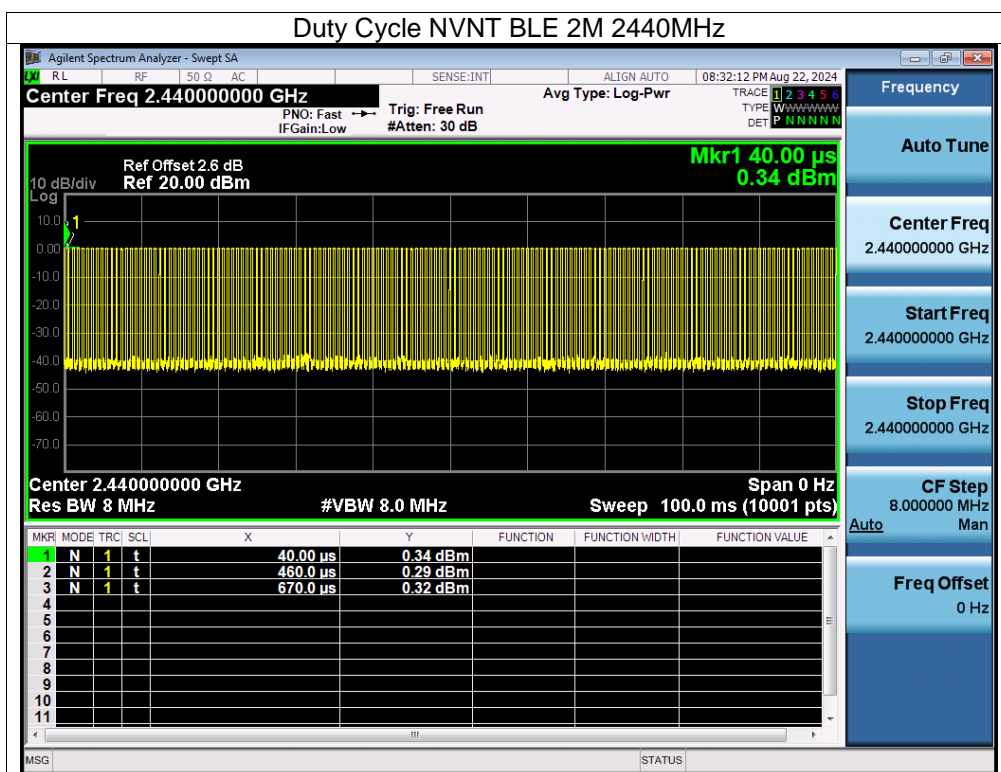 Duty Cycle NVNT BLE 2M 2440MHz
Agilent Spectrum Analyzer - Swept SA
LXI RL RF 50 Ω AC SENSE:INT ALIGN AUTO 08:32:12 PM Aug 22, 2024
Center Freq 2.440000000 GHz
PNO: Fast
IFGain:Low
Trig: Free Run
#Atten: 30 dB
Avg Type: Log-Pwr
TRACE 1 2 3 4 5 6
TYPE WWWWWW
DET P N N N N N
Ref Offset 2.6 dB
Ref 20.00 dBm
10 dB/div
Log
Mkr1 40.00 µs
0.34 dBm
10.0
1
0.00
-10.0
-20.0
-30.0
-40.0
-50.0
-60.0
-70.0
Center 2.440000000 GHz Span 0 Hz
Res BW 8 MHz #VBW 8.0 MHz Sweep 100.0 ms (10001 pts)
MKR MODE TRC SCL X Y FUNCTION FUNCTION WIDTH FUNCTION VALUE
1 N 1 t 40.00 µs 0.34 dBm
2 N 1 t 460.0 µs 0.29 dBm
3 N 1 t 670.0 µs 0.32 dBm
4
5
6
7
8
9
10
11
MSG STATUS
Frequency
Auto Tune
Center Freq
2.440000000 GHz
Start Freq
2.440000000 GHz
Stop Freq
2.440000000 GHz
CF Step
8.000000 MHz
Auto Man
Freq Offset
0 Hz